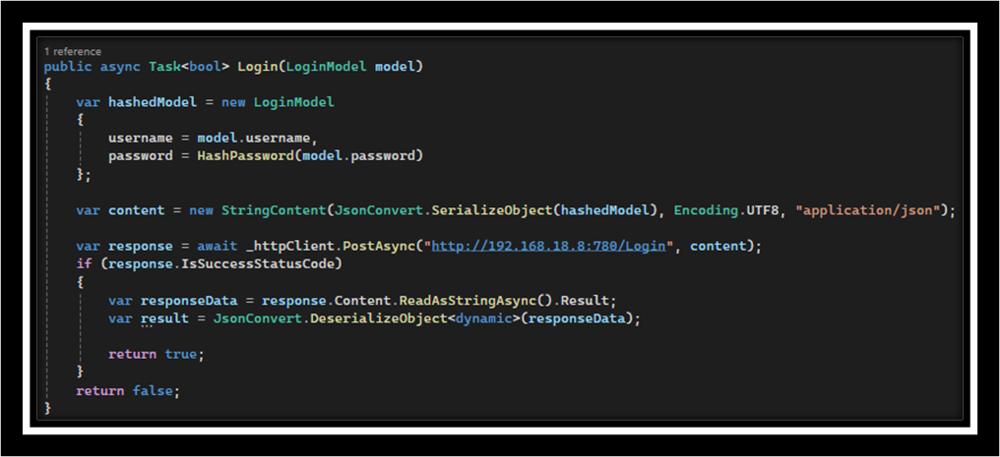 1 reference
public async Task<bool> Login(LoginModel model)
{
    var hashedModel = new LoginModel
    {
        username = model.username,
        password = HashPassword(model.password)
    };
    var content = new StringContent(JsonConvert.SerializeObject(hashedModel), Encoding.UTF8, "application/json");
    var response = await _httpClient.PostAsync("http://192.168.18.8:780/Login", content);
    if (response.IsSuccessStatusCode)
    {
        var responseData = response.Content.ReadAsStringAsync().Result;
        var result = JsonConvert.DeserializeObject<dynamic>(responseData);
        return true;
    }
    return false;
}